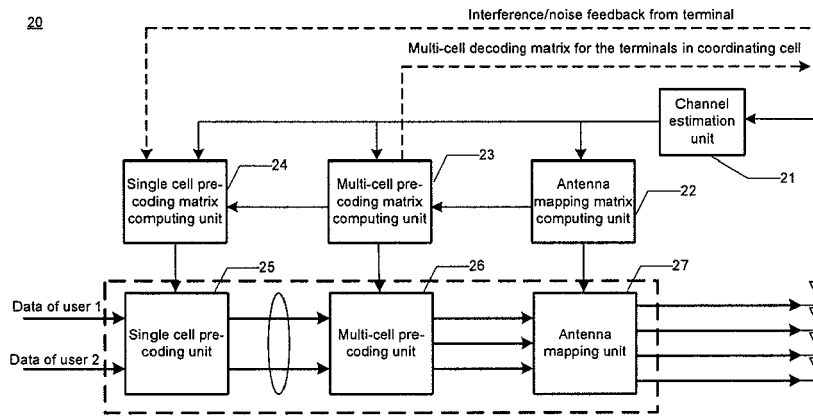 20
Interference/noise feedback from terminal
Multi-cell decoding matrix for the terminals in coordinating cell
Channel
estimation
unit
21
24
23
22
Single cell pre-
coding matrix
computing unit
Multi-cell pre-
coding matrix
computing unit
Antenna
mapping matrix
computing unit
25
26
27
Data of user 1
Data of user 2
Single cell pre-
coding unit
Multi-cell pre-
coding unit
Antenna
mapping unit